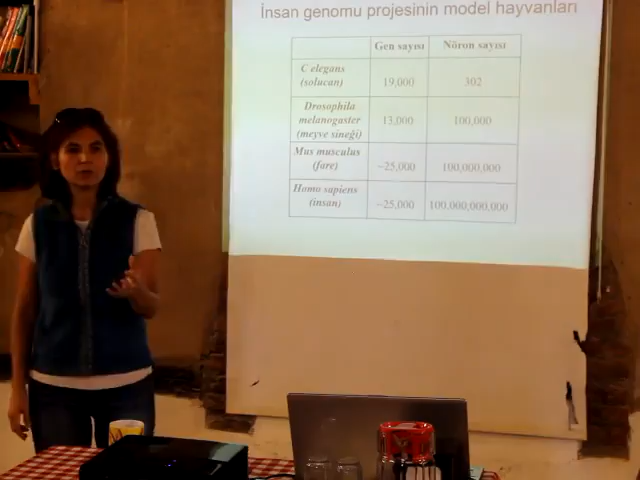 İnsan genomu projesinin model hayvanları
Gen sayısı Nöron sayısı
C elegans
(solucan) 19,000 302
Drosophila
melanogaster
(meyve sineği) 13,000 100,000
Mus musculus
(fare) ~25,000 100,000,000
Homo sapiens
(insan) ~25,000 100,000,000,000